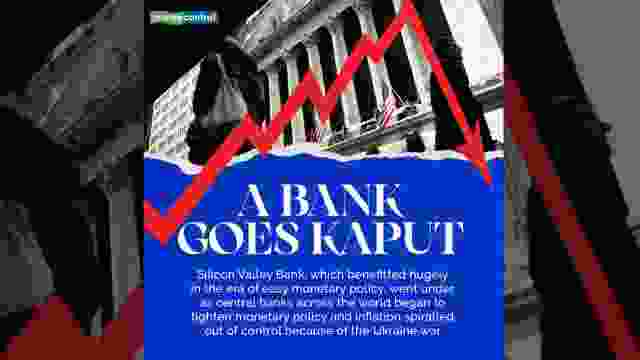 moneycontrol
A BANK
GOES KAPUT
Silicon Valley Bank, which benefitted hugely
in the era of easy monetary policy, went under
as central banks across the world began to
tighten monetary policy and inflation spiralled
out of control because of the Ukraine war